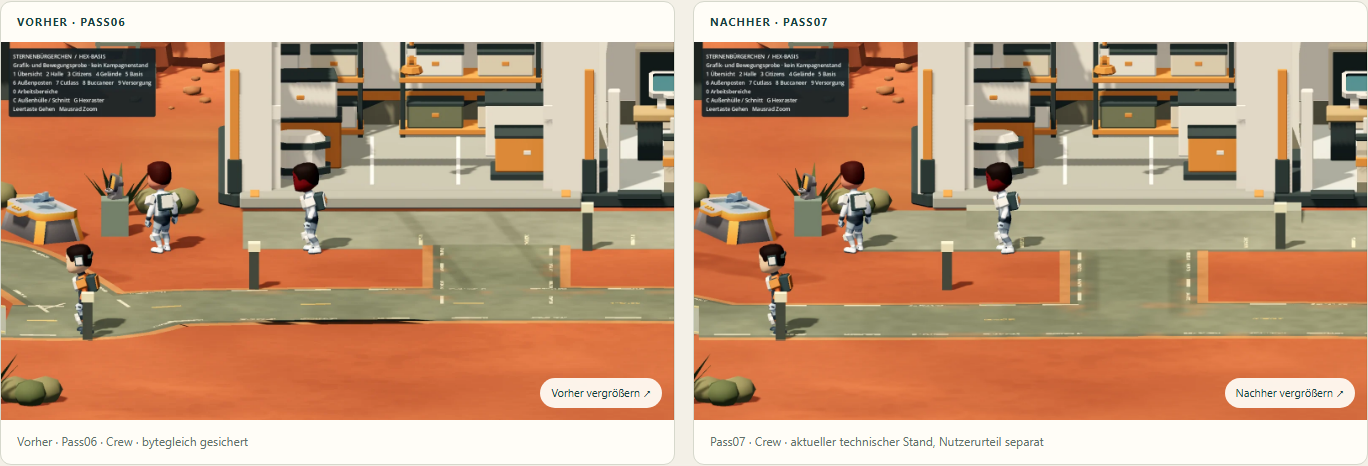 VORHER · PASS06
STERNENBÜRGERCHEN / HEX-BASIS
Grafik- und Bewegungsprobe · kein Kampagnenstand
1 Übersicht 2 Halle 3 Citizens 4 Gelände 5 Basis
6 Außenposten 7 Cutlass 8 Buccaneer 9 Versorgung
0 Arbeitsbereiche
C Außenhülle / Schnitt G Hexraster
Leertaste Gehen Mausrad Zoom
Vorher vergrößern ↗
Vorher · Pass06 · Crew · bytegleich gesichert
NACHHER · PASS07
STERNENBÜRGERCHEN / HEX-BASIS
Grafik- und Bewegungsprobe · kein Kampagnenstand
1 Übersicht 2 Halle 3 Citizens 4 Gelände 5 Basis
6 Außenposten 7 Cutlass 8 Buccaneer 9 Versorgung
0 Arbeitsbereiche
C Außenhülle / Schnitt G Hexraster
Leertaste Gehen Mausrad Zoom
Nachher vergrößern ↗
Pass07 · Crew · aktueller technischer Stand, Nutzerurteil separat